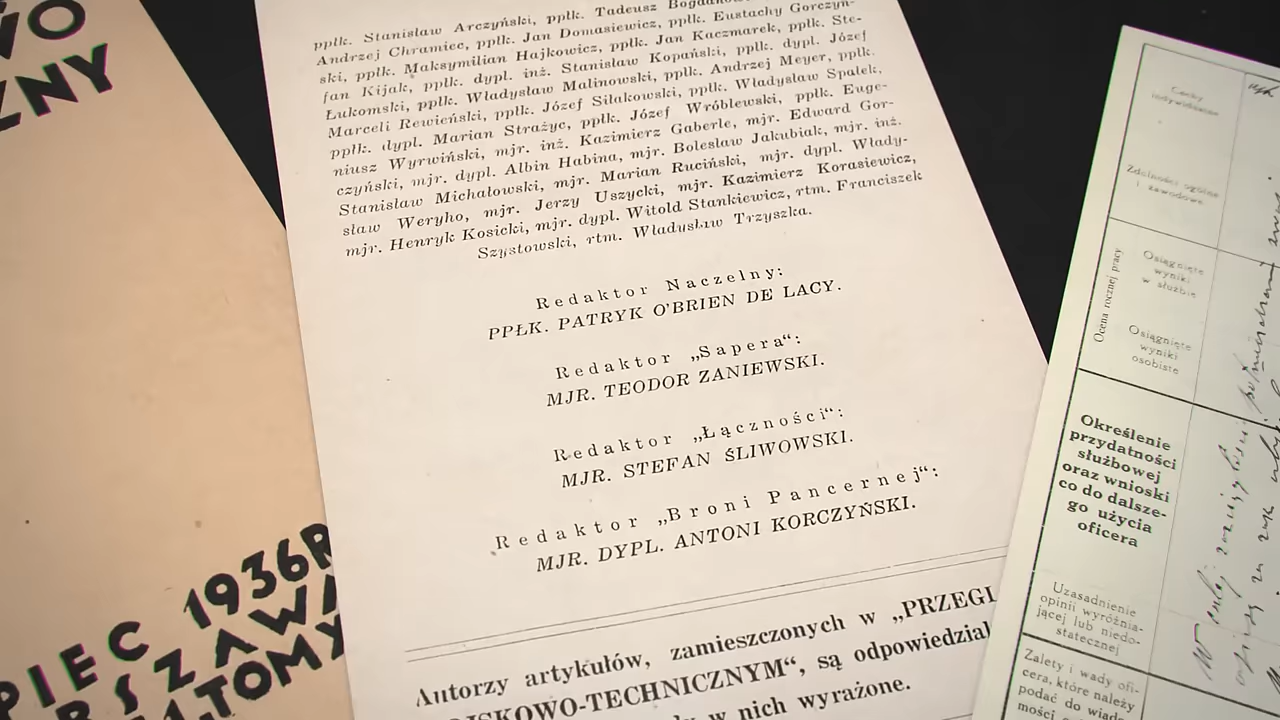 WO
ZNY
PIEC 1936R
RSZAWA
TOMY
ppłk. Stanisław Arczyński, ppłk. Tadeusz
Andrzej Chramiec, ppłk. Jan Domasiewicz, ppłk. Eustachy Gorczyń-
ski, ppłk. Maksymilian Hajkowicz, ppłk. Jan Kaczmarek, ppłk. Ste-
fan Kijak, ppłk. dypl. inż. Stanisław Kopański, ppłk. dypl. Józef
Łukomski, ppłk. Władysław Malinowski, ppłk. Andrzej Meyer, ppłk.
Marceli Rewieński, ppłk. Józef Siłakowski, ppłk. Władysław Spałek,
ppłk. dypl. Marian Strażyc, ppłk. Józef Wróblewski, ppłk. Euge-
niusz Wyrwiński, mjr. inż. Kazimierz Gaberle, mjr. Edward Gor-
czyński, mjr. dypl. Albin Habina, mjr. Bolesław Jakubiak, mjr. inż.
Stanisław Michałowski, mjr. Marian Ruciński, mjr. dypl. Włady-
sław Weryho, mjr. Jerzy Uszycki, mjr. Kazimierz Korasiewicz,
mjr. Henryk Kosicki, mjr. dypl. Witold Stankiewicz, rtm. Franciszek
Szystowski, rtm. Władysław Trzyszka.
Redaktor Naczelny:
PPŁK. PATRYK O'BRIEN DE LACY.
Redaktor „Sapera“:
MJR. TEODOR ZANIEWSKI.
Redaktor „Łączności“:
MJR. STEFAN ŚLIWOWSKI.
Redaktor „Broni Pancernej“:
MJR. DYPL. ANTONI KORCZYŃSKI.
Autorzy artykułów, zamieszczonych w „PRZEGL
JSKOWO-TECHNICZNYM“, są odpowiedzial
w nich wyrażone.
Cechy
indywidualne
Zdolności ogólne
i zawodowe
Ocena rocznej pracy
Osiągnięte
wyniki
w służbie
Osiągnięte
wyniki
osobiste
Określenie
przydatności
służbowej
oraz wnioski
co do dalsze-
go użycia
oficera
Uzasadnienie
opinii wyróżnia-
jącej lub niedo-
statecznej
Zalety i wady ofi-
cera, które należy
podać do wiado-
mości